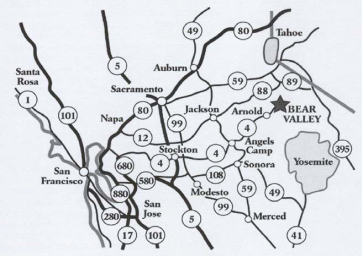 49
80
Tahoe
5
Auburn
Santa
Rosa
Sacramento
59
89
1
101
80
Jackson
88
Arnold
BEAR
VALLEY
Napa
99
4
12
Stockton
Angels
Camp
395
680
4
4
Sonora
Yosemite
San
Francisco
580
108
880
Modesto
59
49
280
San
Jose
99
Merced
17
101
5
41